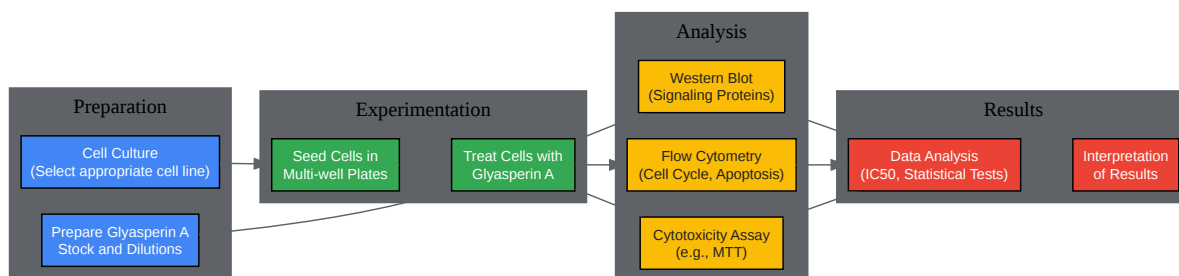 Preparation
Cell Culture
(Select appropriate cell line)
Prepare Glyasperin A
Stock and Dilutions
Experimentation
Seed Cells in
Multi-well Plates
Treat Cells with
Glyasperin A
Analysis
Western Blot
(Signaling Proteins)
Flow Cytometry
(Cell Cycle, Apoptosis)
Cytotoxicity Assay
(e.g., MTT)
Results
Data Analysis
(IC50, Statistical Tests)
Interpretation
of Results